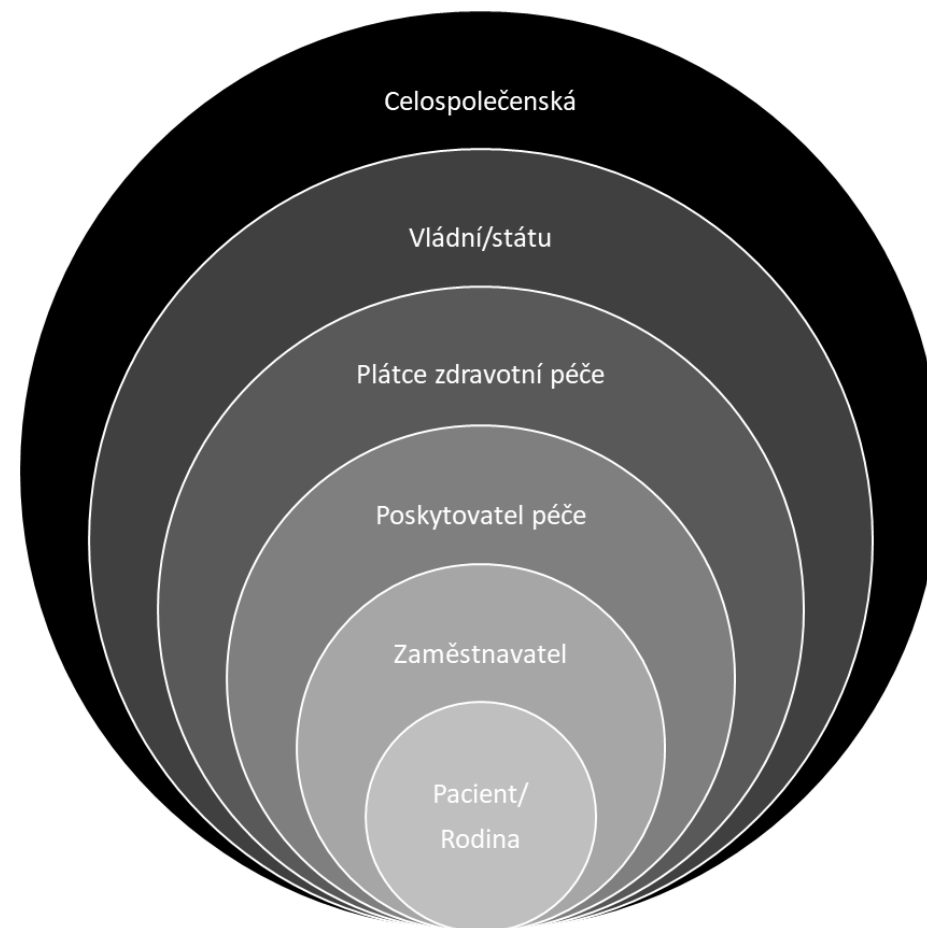 Celospolečenská
Vládní/státu
Plátce zdravotní péče
Poskytovatel péče
Zaměstnavatel
Pacient/
Rodina